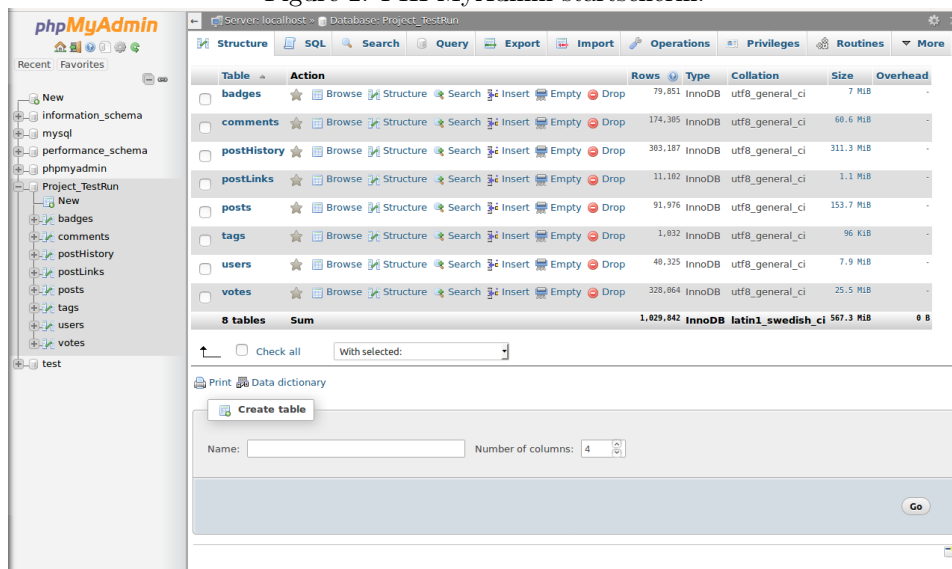 phpMyAdmin
Recent Favorites
New
information_schema
mysql
performance_schema
phpmyadmin
Project_TestRun
New
badges
comments
postHistory
postLinks
posts
tags
users
votes
test
Server: localhost » Database: Project_TestRun
Structure SQL Search Query Export Import Operations Privileges Routines More
Table Action Rows Type Collation Size Overhead
badges Browse Structure Search Insert Empty Drop 79,851 InnoDB utf8_general_ci 7 MiB -
comments Browse Structure Search Insert Empty Drop 174,305 InnoDB utf8_general_ci 60.6 MiB -
postHistory Browse Structure Search Insert Empty Drop 303,187 InnoDB utf8_general_ci 311.3 MiB -
postLinks Browse Structure Search Insert Empty Drop 11,102 InnoDB utf8_general_ci 1.1 MiB -
posts Browse Structure Search Insert Empty Drop 91,976 InnoDB utf8_general_ci 153.7 MiB -
tags Browse Structure Search Insert Empty Drop 1,032 InnoDB utf8_general_ci 96 KiB -
users Browse Structure Search Insert Empty Drop 40,325 InnoDB utf8_general_ci 7.9 MiB -
votes Browse Structure Search Insert Empty Drop 328,064 InnoDB utf8_general_ci 25.5 MiB -
8 tables Sum 1,029,842 InnoDB latin1_swedish_ci 567.3 MiB 0 B
Check all With selected:
Print Data dictionary
Create table
Name: Number of columns: 4
Go